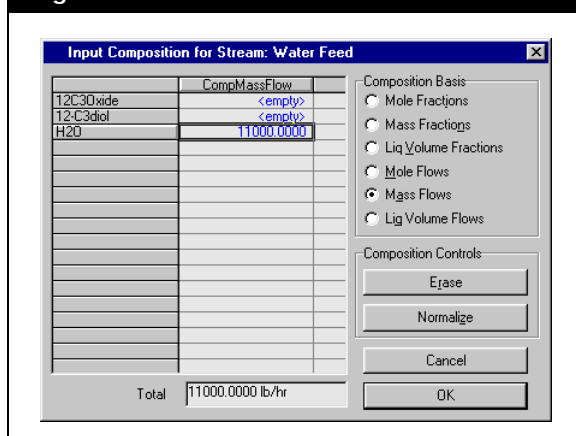 Input Composition for Stream: Water Feed
CompMassFlow
12C3Oxide <empty>
12-C3diol <empty>
H2O 11000.0000
Total 11000.0000 lb/hr
Composition Basis
Mole Fractions
Mass Fractions
Liq Volume Fractions
Mole Flows
Mass Flows
Liq Volume Flows
Composition Controls
Erase
Normalize
Cancel
OK